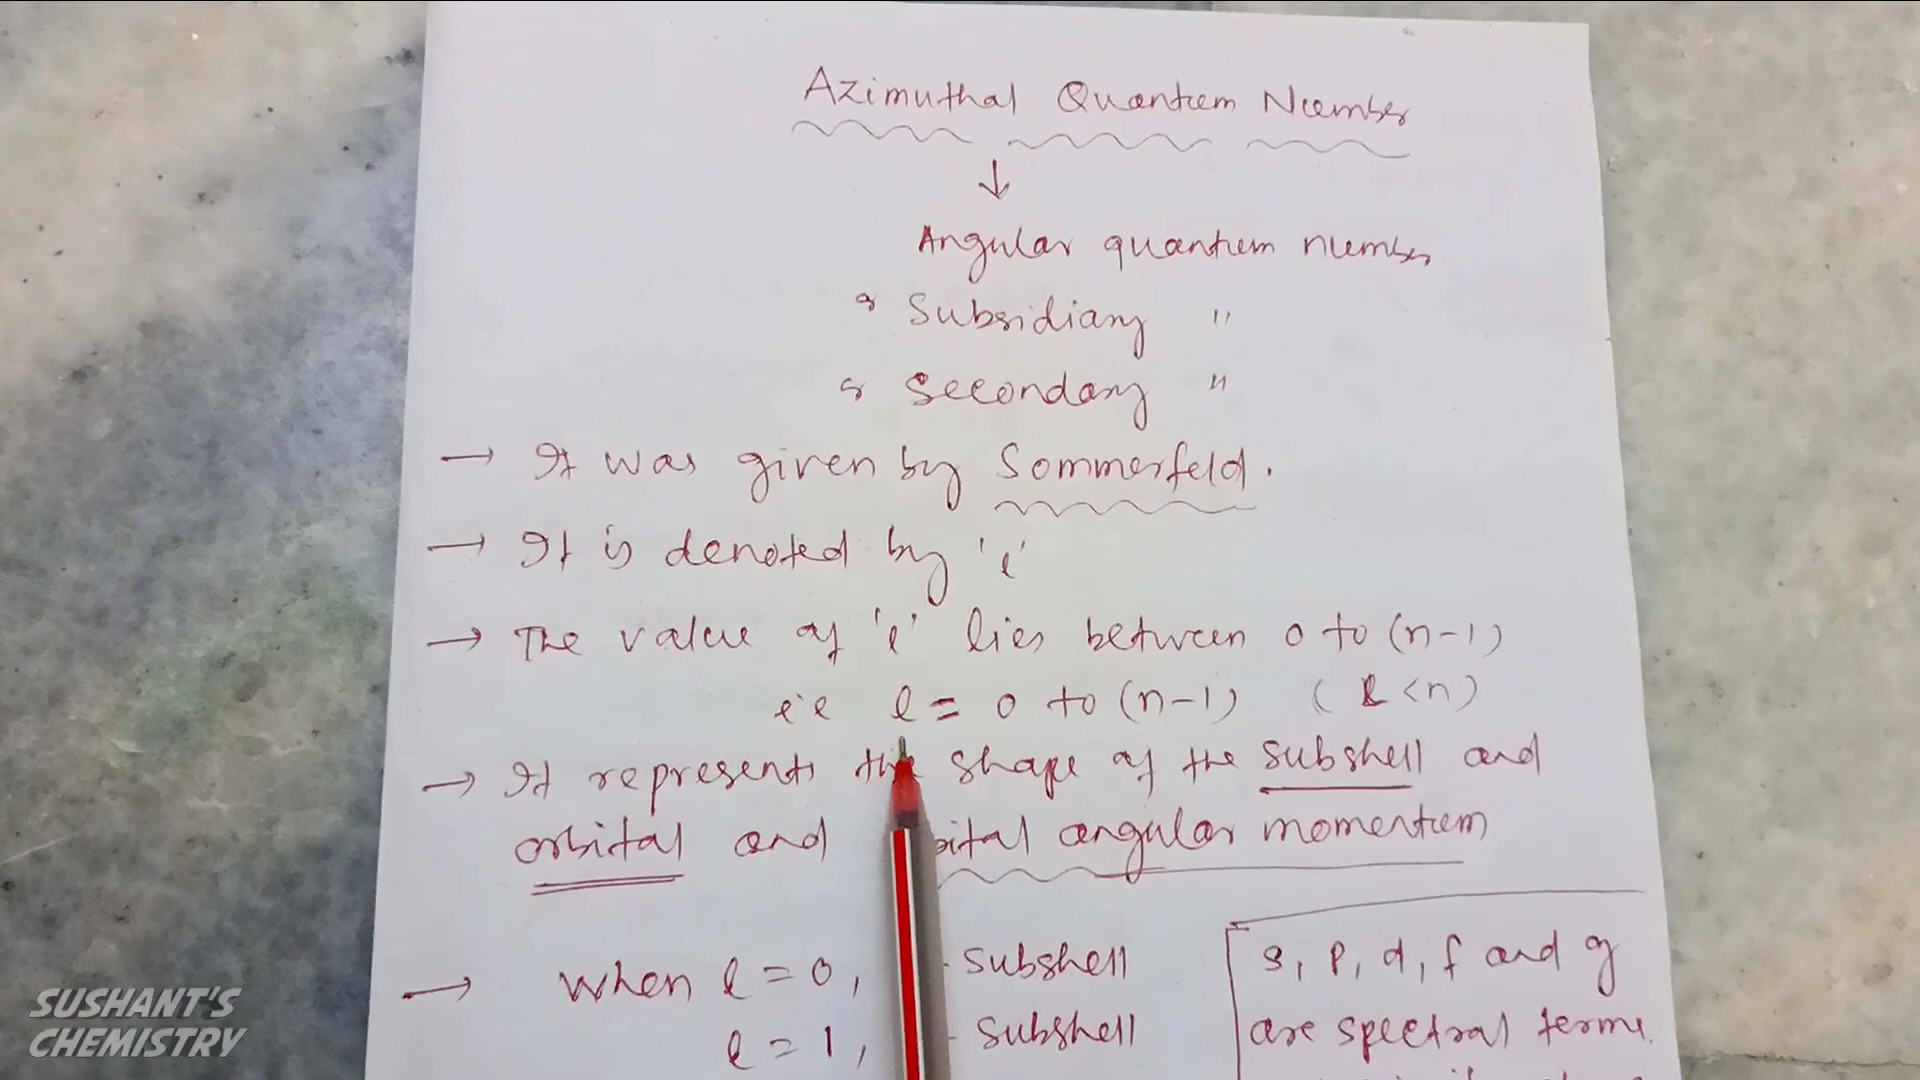 Azimuthal Quantum Number
↓
Angular quantum number
or Subsidiary "
or Secondary "
→ It was given by Sommerfeld.
→ It is denoted by 'l'
→ The value of 'l' lies between 0 to (n-1)
i.e l = 0 to (n-1) (l<n)
→ It represents the shape of the subshell and
orbital and bital angular momentum
→ When l = 0, - subshell
l = 1, - subshell
s, p, d, f and g
are spectral terms.
SUSHANT'S
CHEMISTRY